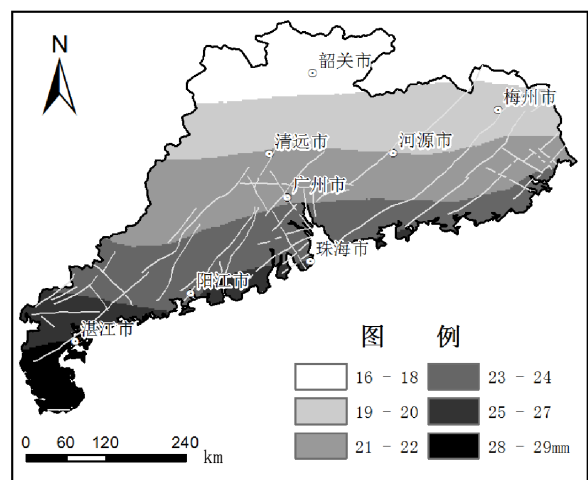 N
韶关市
梅州市
清远市
河源市
广州市
珠海市
阳江市
湛江市
图 例
16 - 18
23 - 24
19 - 20
25 - 27
21 - 22
28 - 29mm
0 60 120 240
km